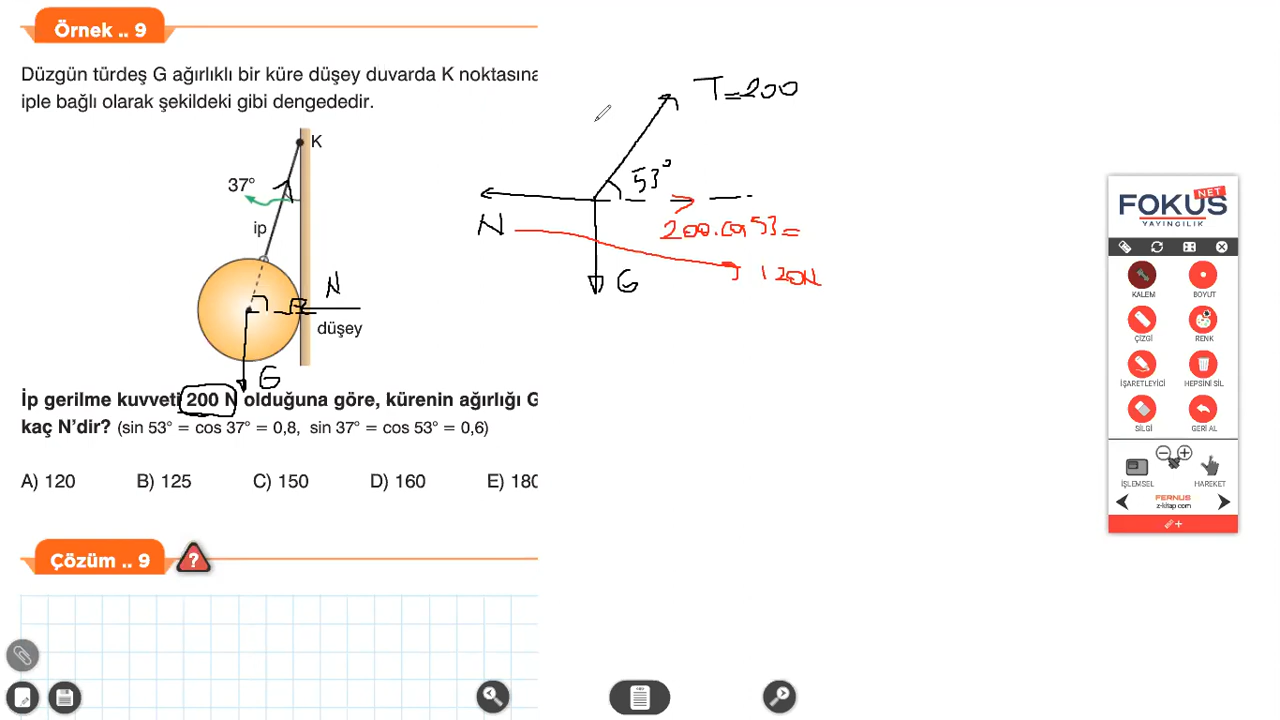 Örnek .. 9
Düzgün türdeş G ağırlıklı bir küre düşey duvarda K noktasına
iple bağlı olarak şekildeki gibi dengededir.
K
37°
ip
N
düşey
G
İp gerilme kuvveti 200 N olduğuna göre, kürenin ağırlığı G
kaç N'dir? (sin 53° = cos 37° = 0,8, sin 37° = cos 53° = 0,6)
A) 120 B) 125 C) 150 D) 160 E) 180
Çözüm .. 9
?
T=200
53°
N
200.cos53=
120N
G
FOKUS
NET
YAYINCILIK
KALEM
BOYUT
ÇİZGİ
RENK
İŞARETLEYİCİ
HEPSİNİ SİL
SİLGİ
GERİ AL
İŞLEMSEL
HAREKET
FERNUS
z-kitap.com